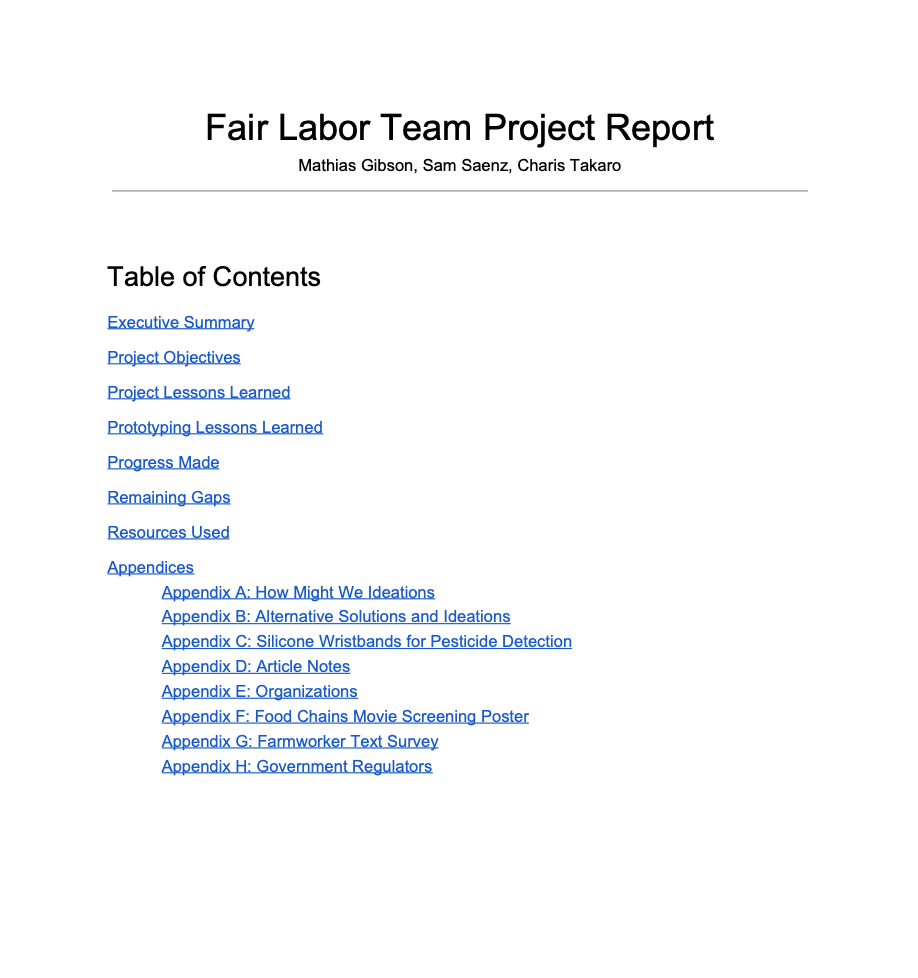 Fair Labor Team Project Report
Mathias Gibson, Sam Saenz, Charis Takaro
Table of Contents
Executive Summary
Project Objectives
Project Lessons Learned
Prototyping Lessons Learned
Progress Made
Remaining Gaps
Resources Used
Appendices
Appendix A: How Might We Ideations
Appendix B: Alternative Solutions and Ideations
Appendix C: Silicone Wristbands for Pesticide Detection
Appendix D: Article Notes
Appendix E: Organizations
Appendix F: Food Chains Movie Screening Poster
Appendix G: Farmworker Text Survey
Appendix H: Government Regulators